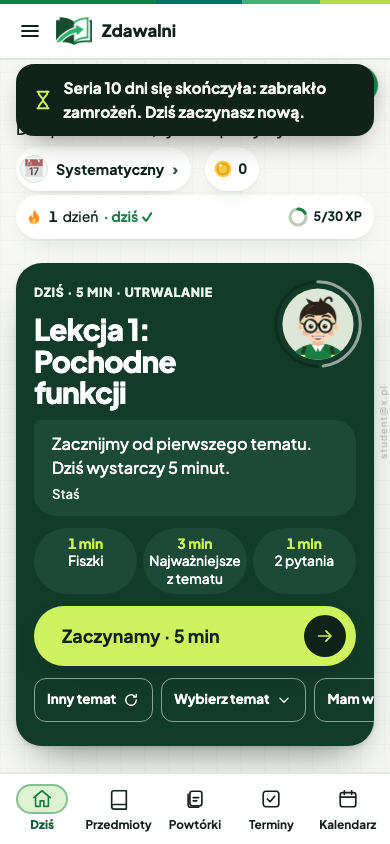 Zdawalni
Seria 10 dni się skończyła: zabrakło
zamrożeń. Dziś zaczynasz nową.
17
Systematyczny ›
0
1 dzień · dziś ✓
5/30 XP
DZIŚ · 5 MIN · UTRWALANIE
Lekcja 1:
Pochodne
funkcji
Zacznijmy od pierwszego tematu.
Dziś wystarczy 5 minut.
Staś
1 min
Fiszki
3 min
Najważniejsze
z tematu
1 min
2 pytania
Zaczynamy · 5 min
Inny temat
Wybierz temat
Mam w
student@x.pl
Dziś
Przedmioty
Powtórki
Terminy
Kalendarz